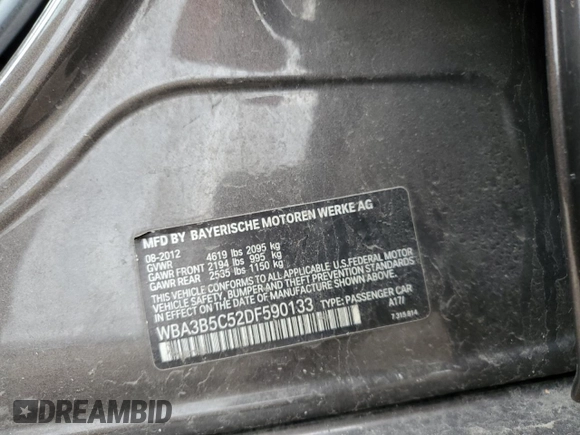 MFD BY BAYERISCHE MOTOREN WERKE AG
08-2012
GVWR 4619 lbs 2095 kg
GAWR FRONT 2194 lbs 995 kg
GAWR REAR 2535 lbs 1150 kg
THIS VEHICLE CONFORMS TO ALL APPLICABLE U.S. FEDERAL MOTOR
VEHICLE SAFETY, BUMPER, AND THEFT PREVENTION STANDARDS
IN EFFECT ON THE DATE OF MANUFACTURE SHOWN ABOVE.
WBA3B5C52DF590133 TYPE: PASSENGER CAR
A17/
7 315 814
DREAMBID